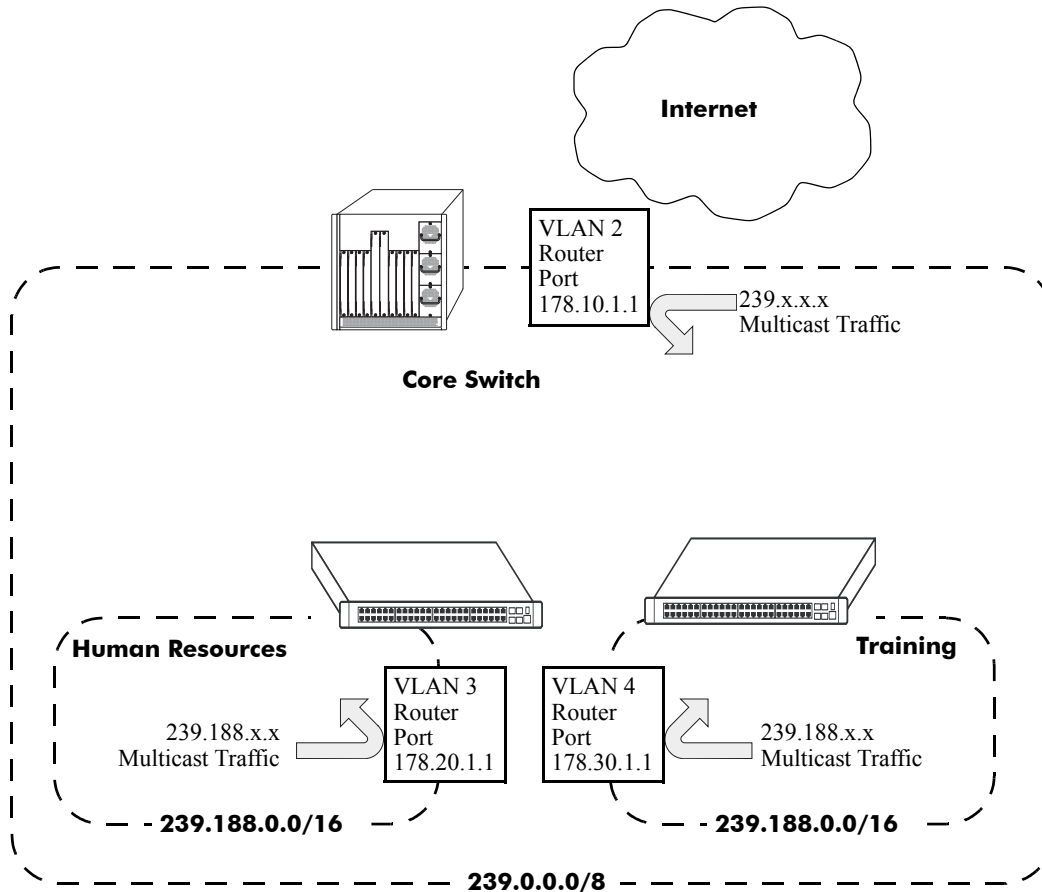 Internet
VLAN 2
Router
Port
178.10.1.1
239.x.x.x
Multicast Traffic
Core Switch
Human Resources
Training
VLAN 3
Router
Port
178.20.1.1
VLAN 4
Router
Port
178.30.1.1
239.188.x.x
Multicast Traffic
239.188.x.x
Multicast Traffic
239.188.0.0/16
239.188.0.0/16
239.0.0.0/8